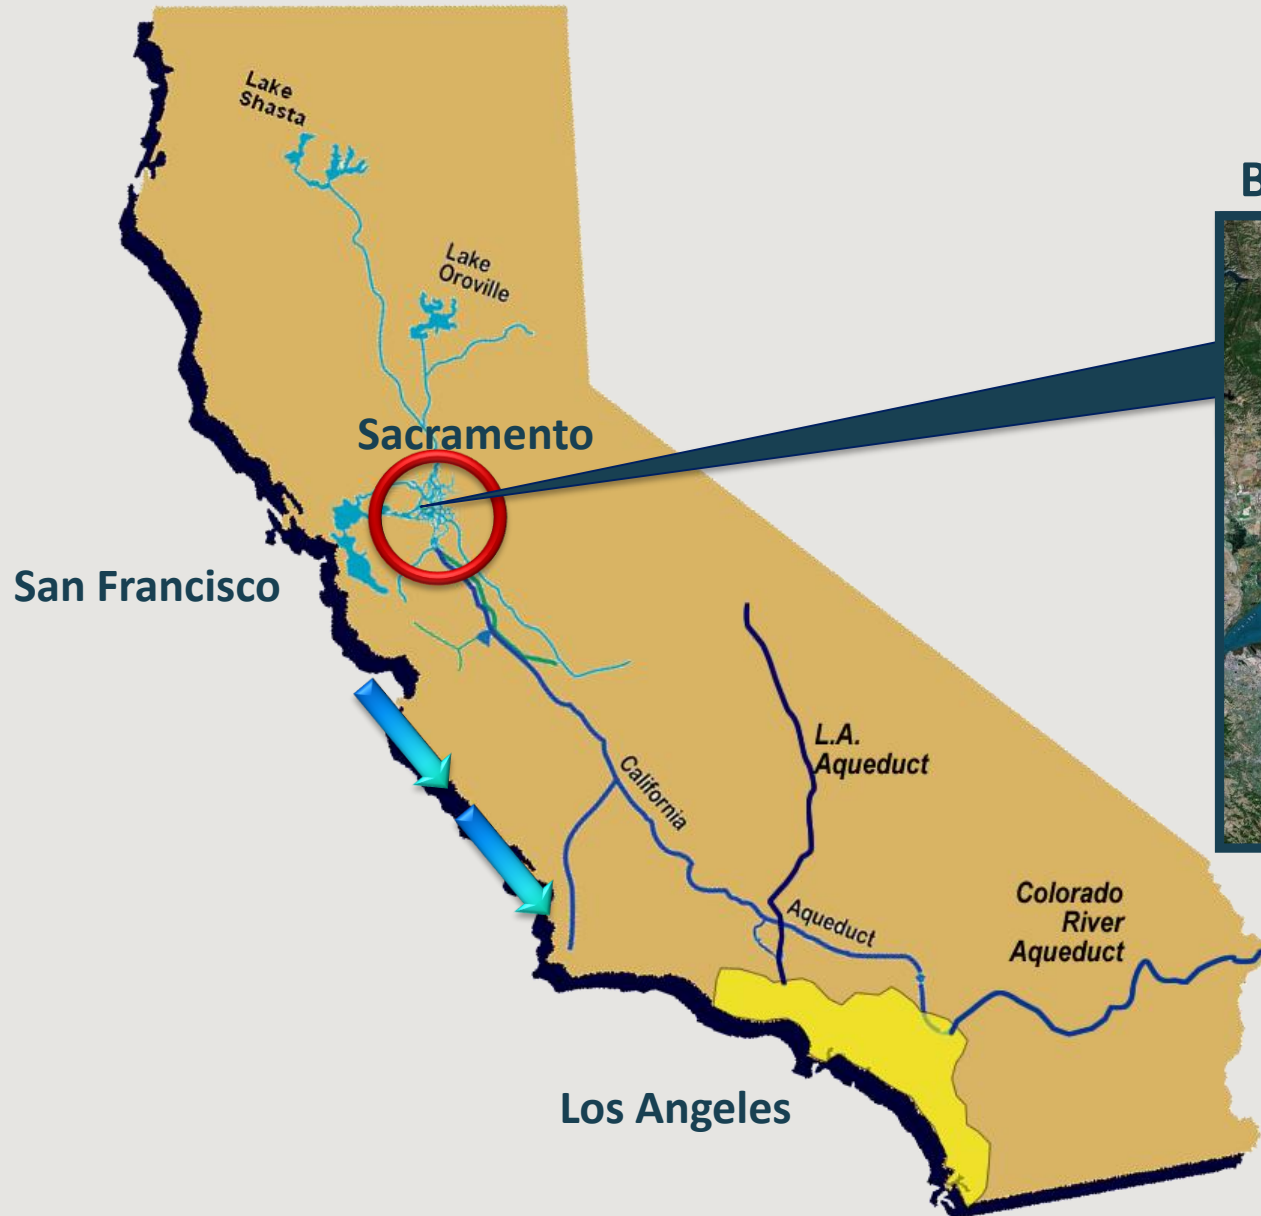 Lake
Shasta
B
Lake
Oroville
Sacramento
San Francisco
L.A.
Aqueduct
California
Aqueduct
Colorado
River
Aqueduct
Los Angeles